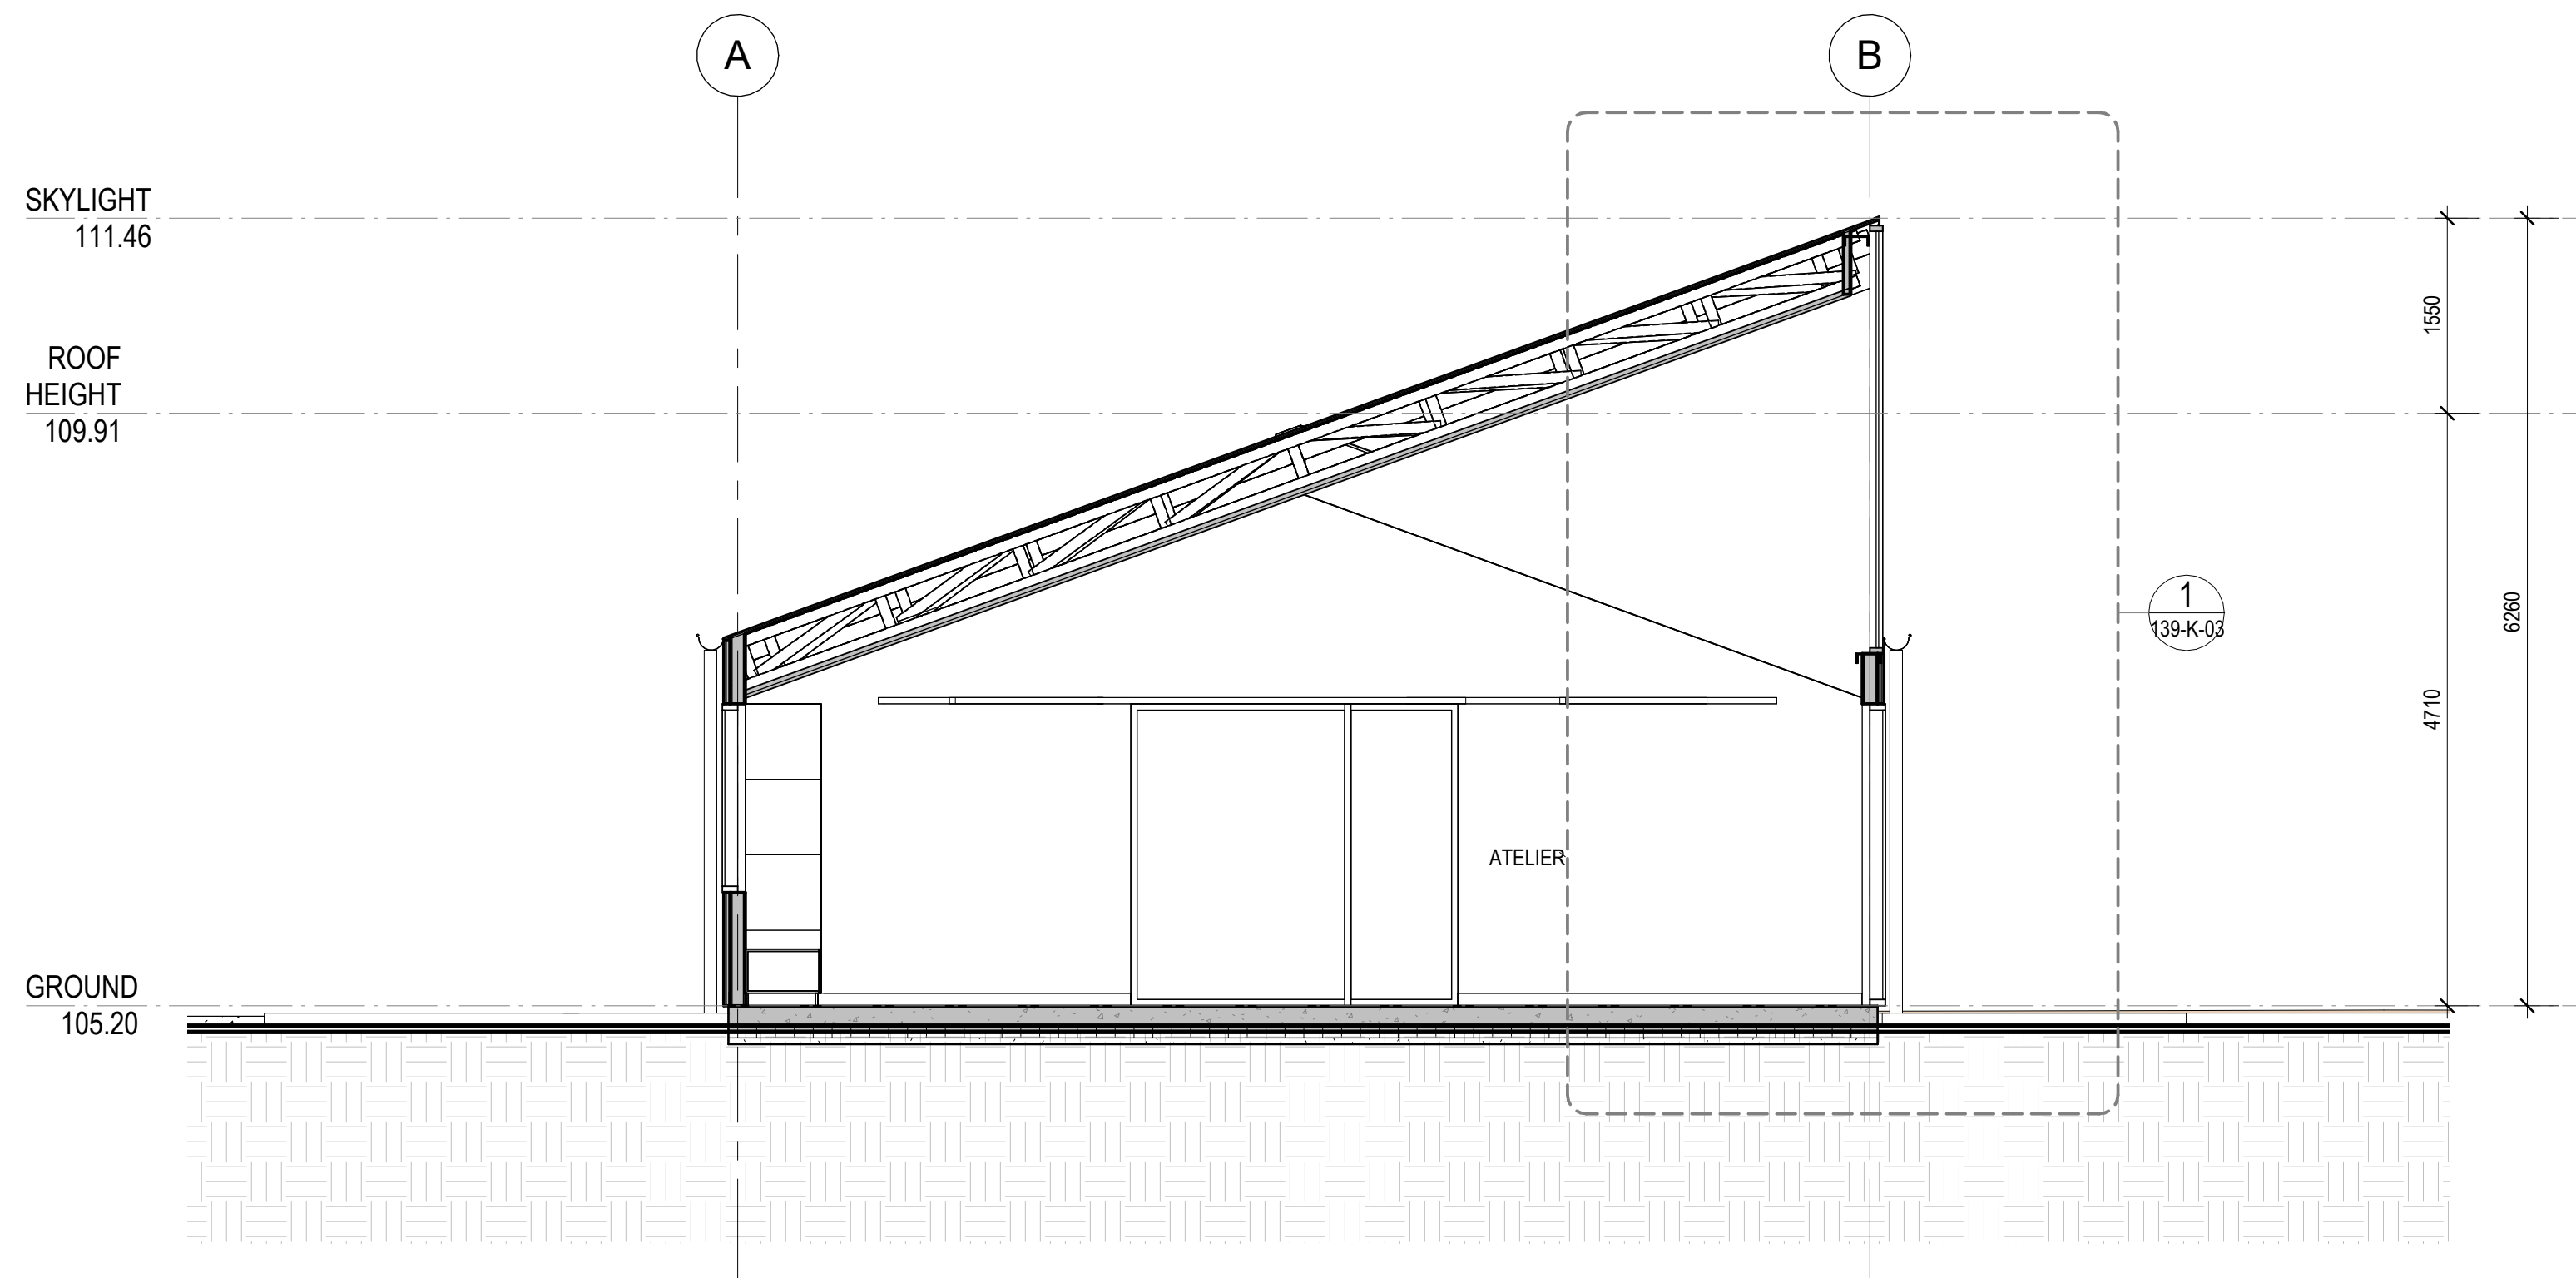 A
B
SKYLIGHT
111.46
ROOF
HEIGHT
109.91
1550
1
139-K-03
6260
4710
ATELIER
GROUND
105.20